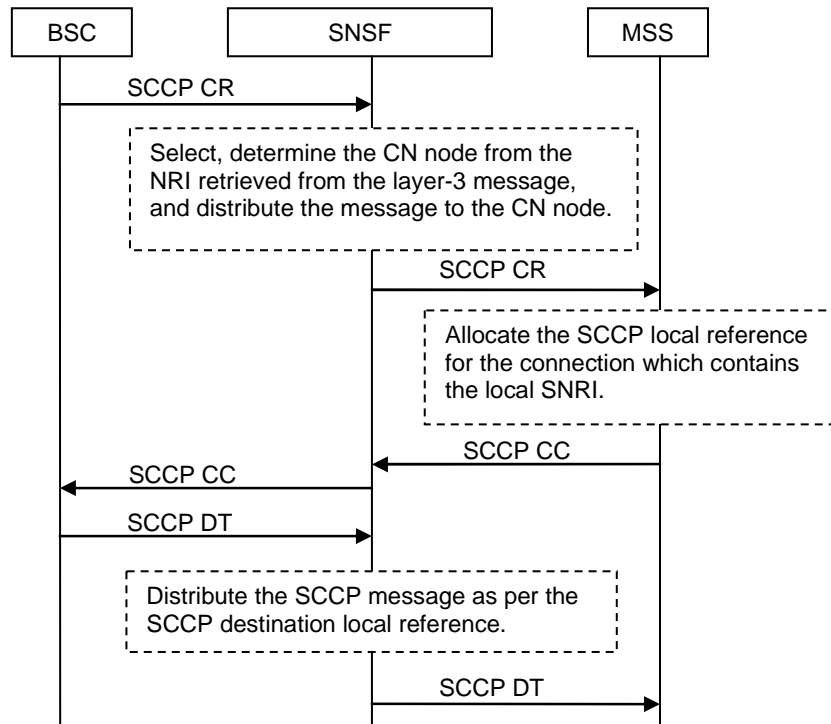 BSC
SNSF
MSS
SCCP CR
Select, determine the CN node from the
NRI retrieved from the layer-3 message,
and distribute the message to the CN node.
SCCP CR
Allocate the SCCP local reference
for the connection which contains
the local SNRI.
SCCP CC
SCCP CC
SCCP DT
Distribute the SCCP message as per the
SCCP destination local reference.
SCCP DT